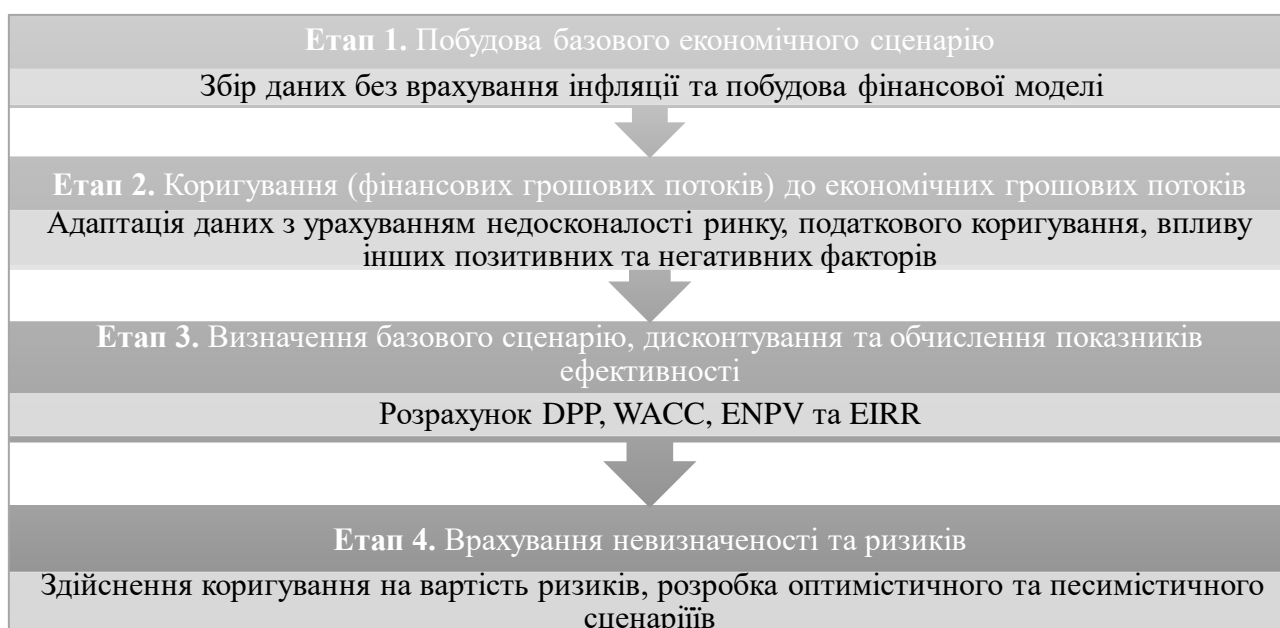 Етап 1. Побудова базового економічного сценарію
Збір даних без врахування інфляції та побудова фінансової моделі
Етап 2. Коригування (фінансових грошових потоків) до економічних грошових потоків
Адаптація даних з урахуванням недосконалості ринку, податкового коригування, впливу
інших позитивних та негативних факторів
Етап 3. Визначення базового сценарію, дисконтування та обчислення показників
ефективності
Розрахунок DPP, WACC, ENPV та EIRR
Етап 4. Врахування невизначеності та ризиків
Здійснення коригування на вартість ризиків, розробка оптимістичного та песимістичного
сценаріїїв